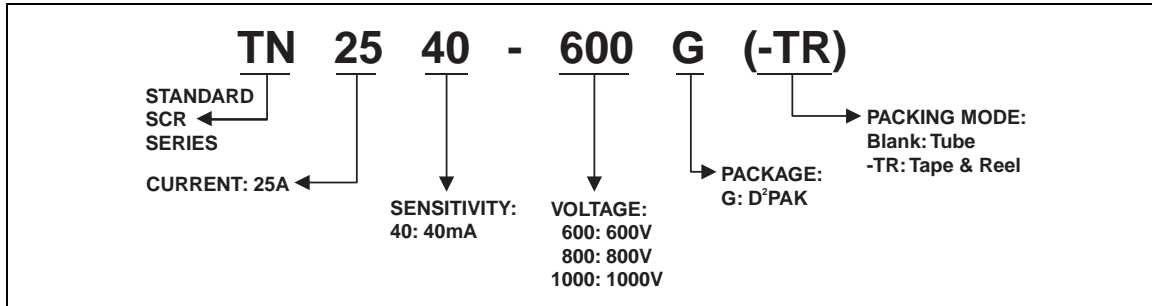 TN 25 40 - 600 G (-TR)
STANDARD
SCR
SERIES
CURRENT: 25A
SENSITIVITY:
40: 40mA
VOLTAGE:
600: 600V
800: 800V
1000: 1000V
PACKAGE:
G: D²PAK
PACKING MODE:
Blank: Tube
-TR: Tape & Reel